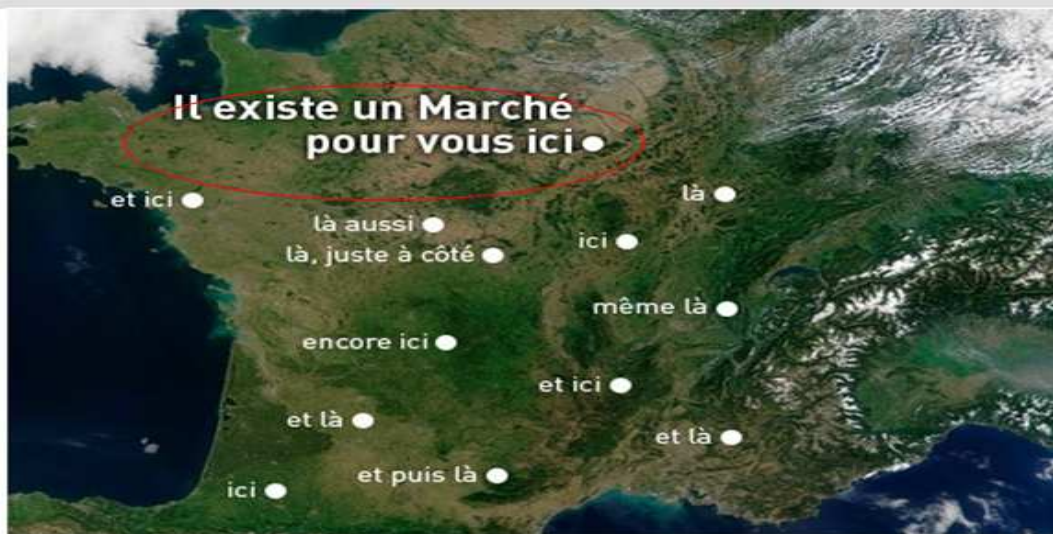 Il existe un Marché
pour vous ici
là
et ici
là aussi
ici
là, juste à côté
même là
encore ici
et ici
et là
et là
et puis là
ici